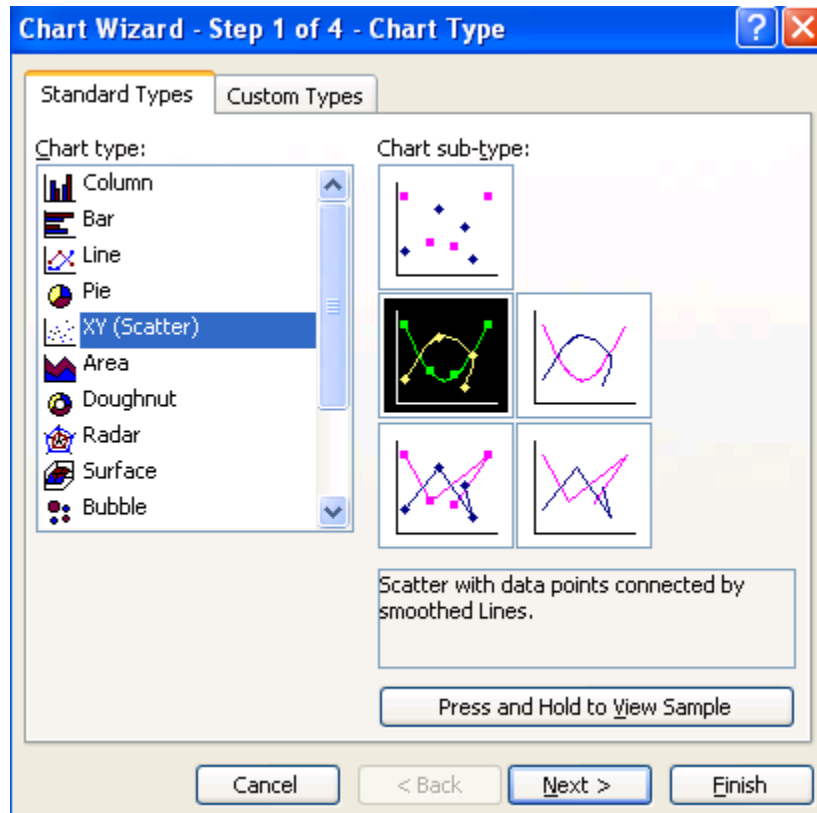 Chart Wizard - Step 1 of 4 - Chart Type
Standard Types
Custom Types
Chart type:
Column
Bar
Line
Pie
XY (Scatter)
Area
Doughnut
Radar
Surface
Bubble
Chart sub-type:
Scatter with data points connected by
smoothed Lines.
Press and Hold to View Sample
Cancel
< Back
Next >
Finish